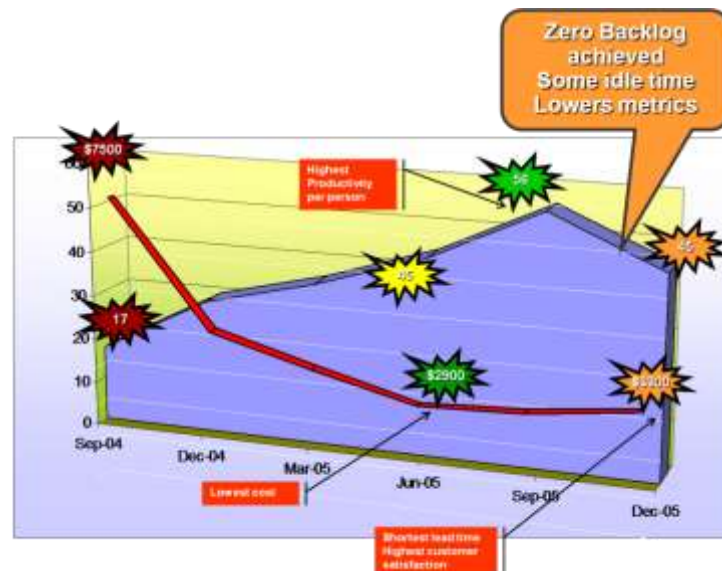 Zero Backlog
achieved
Some idle time
Lowers metrics
$7500
Highest
Productivity
per person
56
50
40
30
20
10
0
45
45
17
$2900
Sep-04
Dec-04
Mar-05
Jun-05
Sep-05
Dec-05
Lowest cost
Shortest lead time
Highest customer
satisfaction